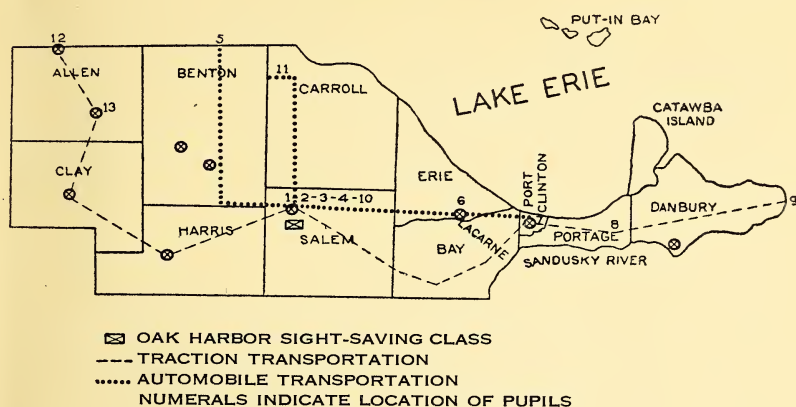 PUT-IN BAY
12
5
ALLEN
BENTON
11
CARROLL
LAKE ERIE
CATAWBA
ISLAND
13
CLAY
ERIE
PORT
CLINTON
1 2-3-4-10
6
7
8
DANBURY
9
HARRIS
SALEM
BAY
LACARNE
PORTAGE
SANDUSKY RIVER
OAK HARBOR SIGHT-SAVING CLASS
TRACTION TRANSPORTATION
AUTOMOBILE TRANSPORTATION
NUMERALS INDICATE LOCATION OF PUPILS